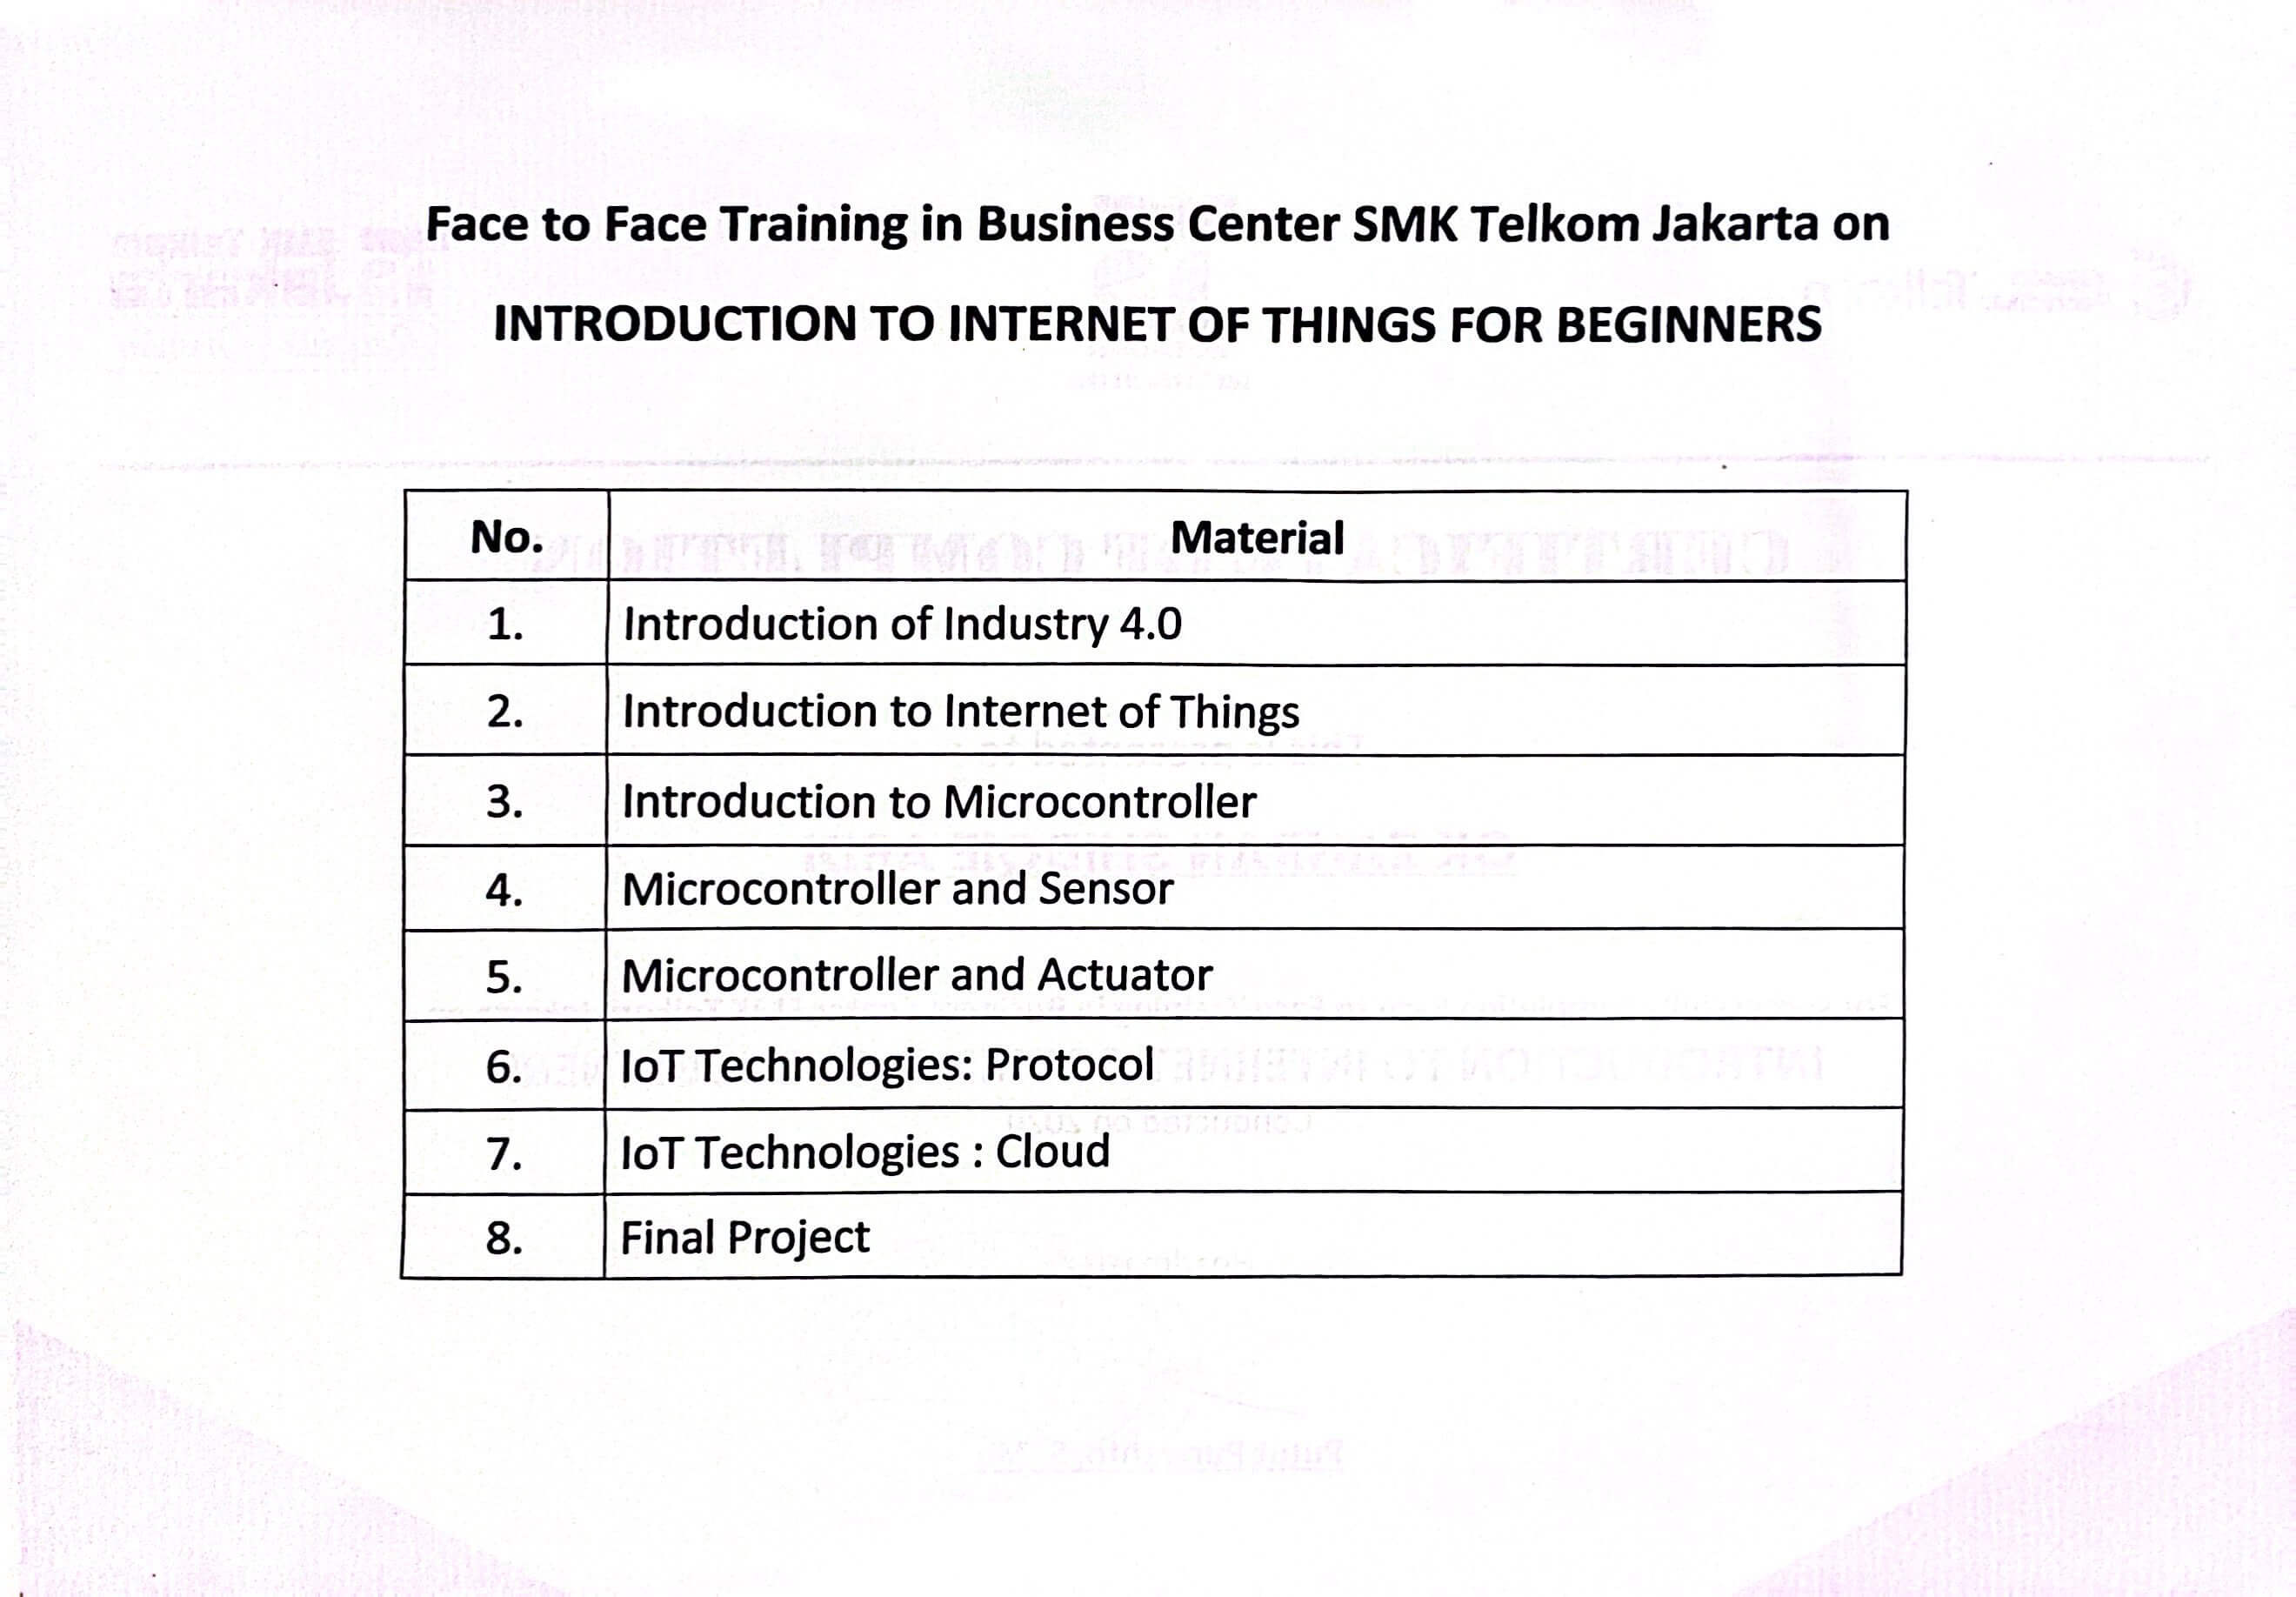 Face to Face Training in Business Center SMK Telkom Jakarta on
INTRODUCTION TO INTERNET OF THINGS FOR BEGINNERS
No. Material
1. Introduction of Industry 4.0
2. Introduction to Internet of Things
3. Introduction to Microcontroller
4. Microcontroller and Sensor
5. Microcontroller and Actuator
6. IoT Technologies: Protocol
7. IoT Technologies : Cloud
8. Final Project